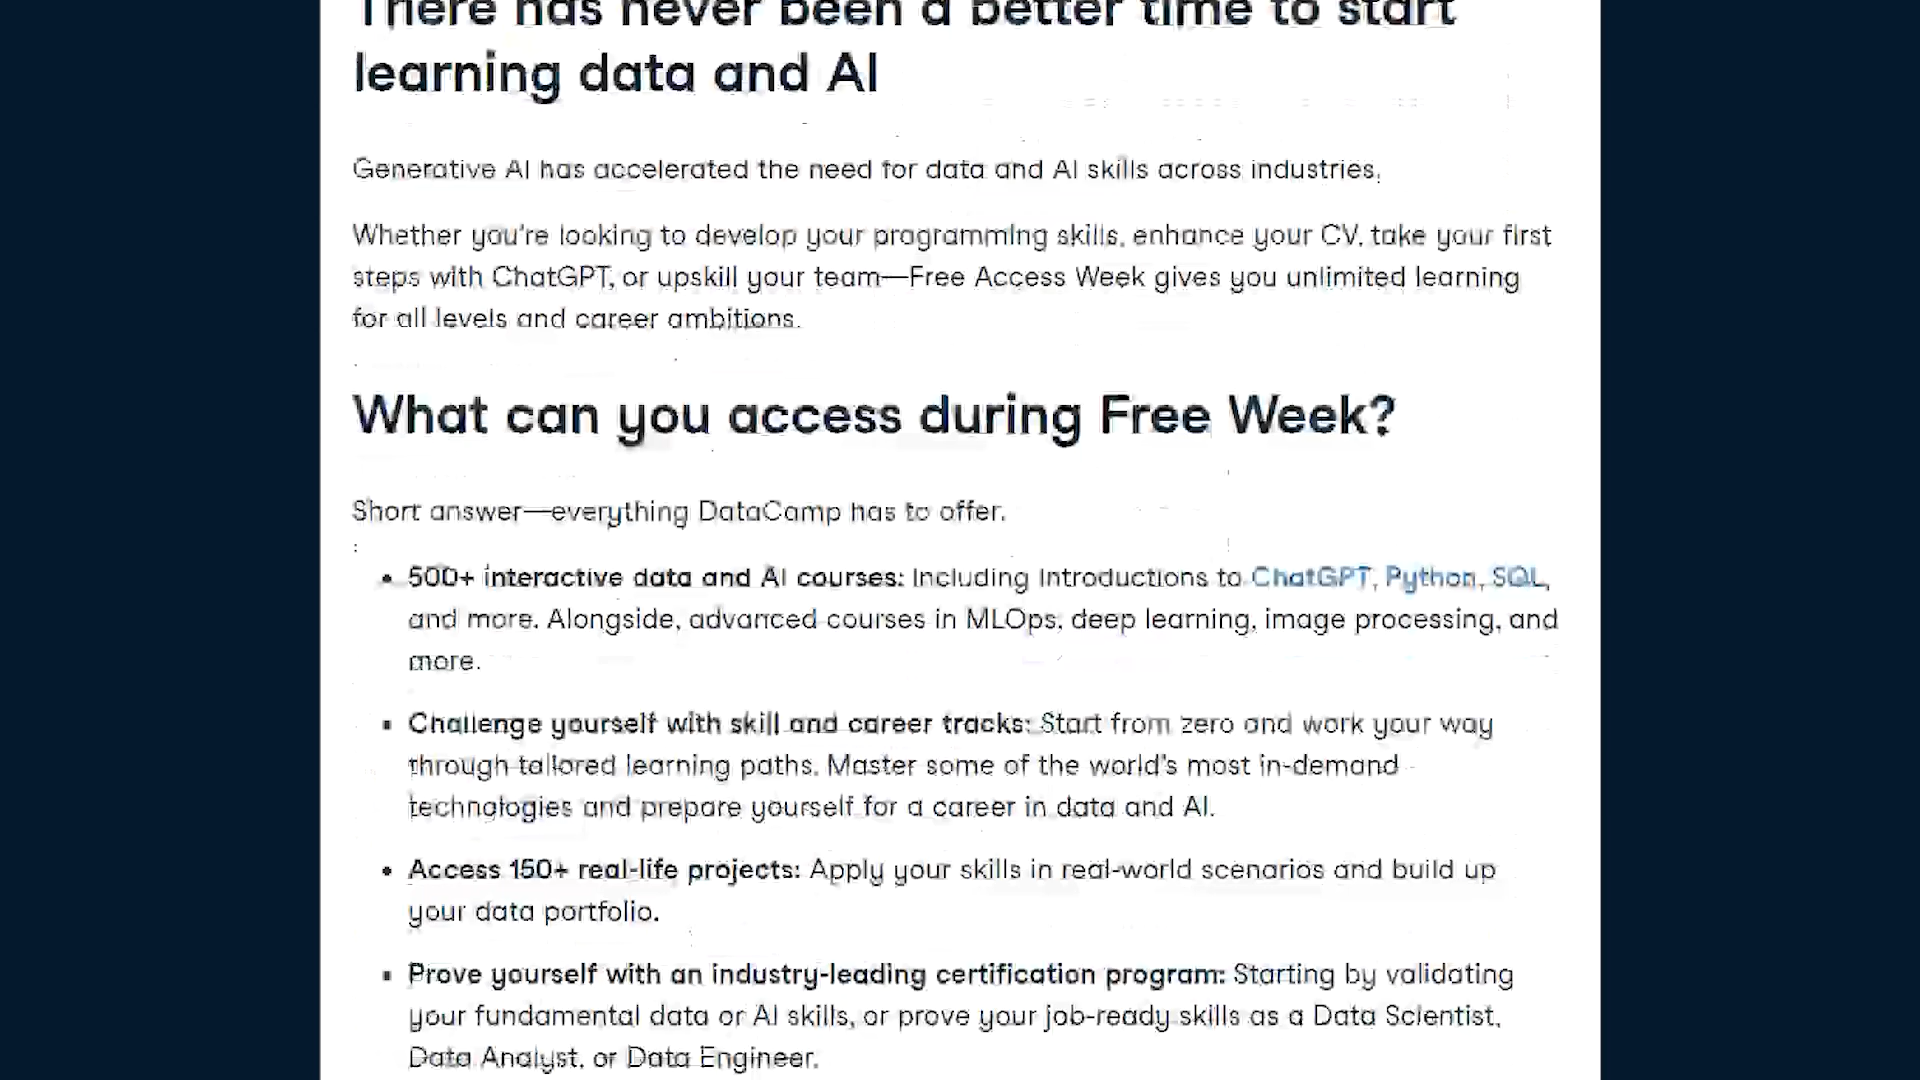 There has never been a better time to start
learning data and AI
Generative AI has accelerated the need for data and AI skills across industries.
Whether you're looking to develop your programming skills, enhance your CV, take your first
steps with ChatGPT, or upskill your team—Free Access Week gives you unlimited learning
for all levels and career ambitions.
What can you access during Free Week?
Short answer—everything DataCamp has to offer.
• 500+ interactive data and AI courses: Including Introductions to ChatGPT, Python, SQL,
and more. Alongside, advanced courses in MLOps, deep learning, image processing, and
more.
• Challenge yourself with skill and career tracks: Start from zero and work your way
through tailored learning paths. Master some of the world's most in-demand
technologies and prepare yourself for a career in data and AI.
• Access 150+ real-life projects: Apply your skills in real-world scenarios and build up
your data portfolio.
• Prove yourself with an industry-leading certification program: Starting by validating
your fundamental data or AI skills, or prove your job-ready skills as a Data Scientist,
Data Analyst, or Data Engineer.